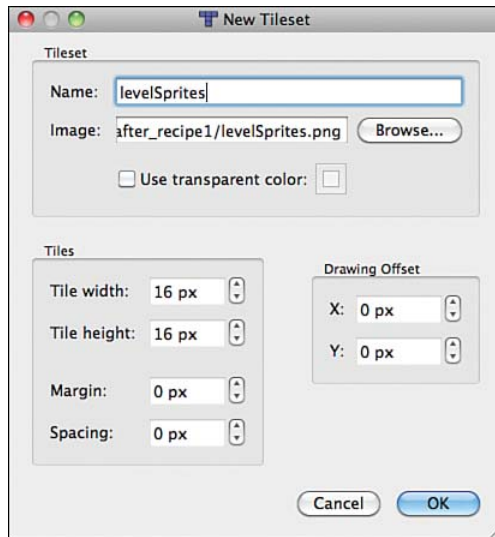 New Tileset
Tileset
Name: levelSprites
Image: after_recipe1/levelSprites.png Browse...
Use transparent color:
Tiles
Tile width: 16 px
Tile height: 16 px
Margin: 0 px
Spacing: 0 px
Drawing Offset
X: 0 px
Y: 0 px
Cancel OK